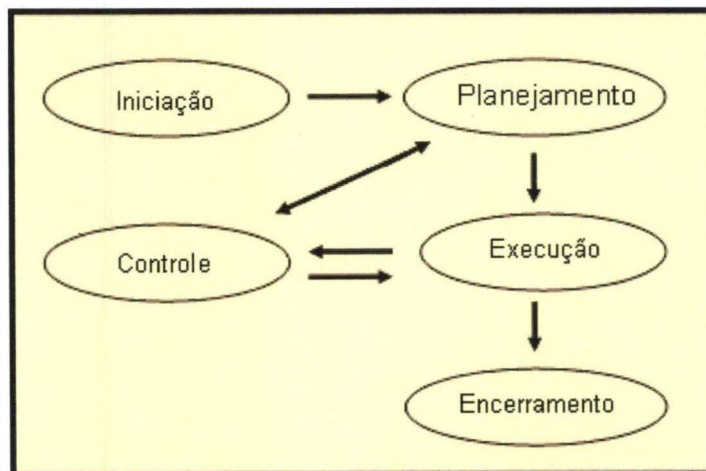 Iniciação
Planejamento
Controle
Execução
Encerramento